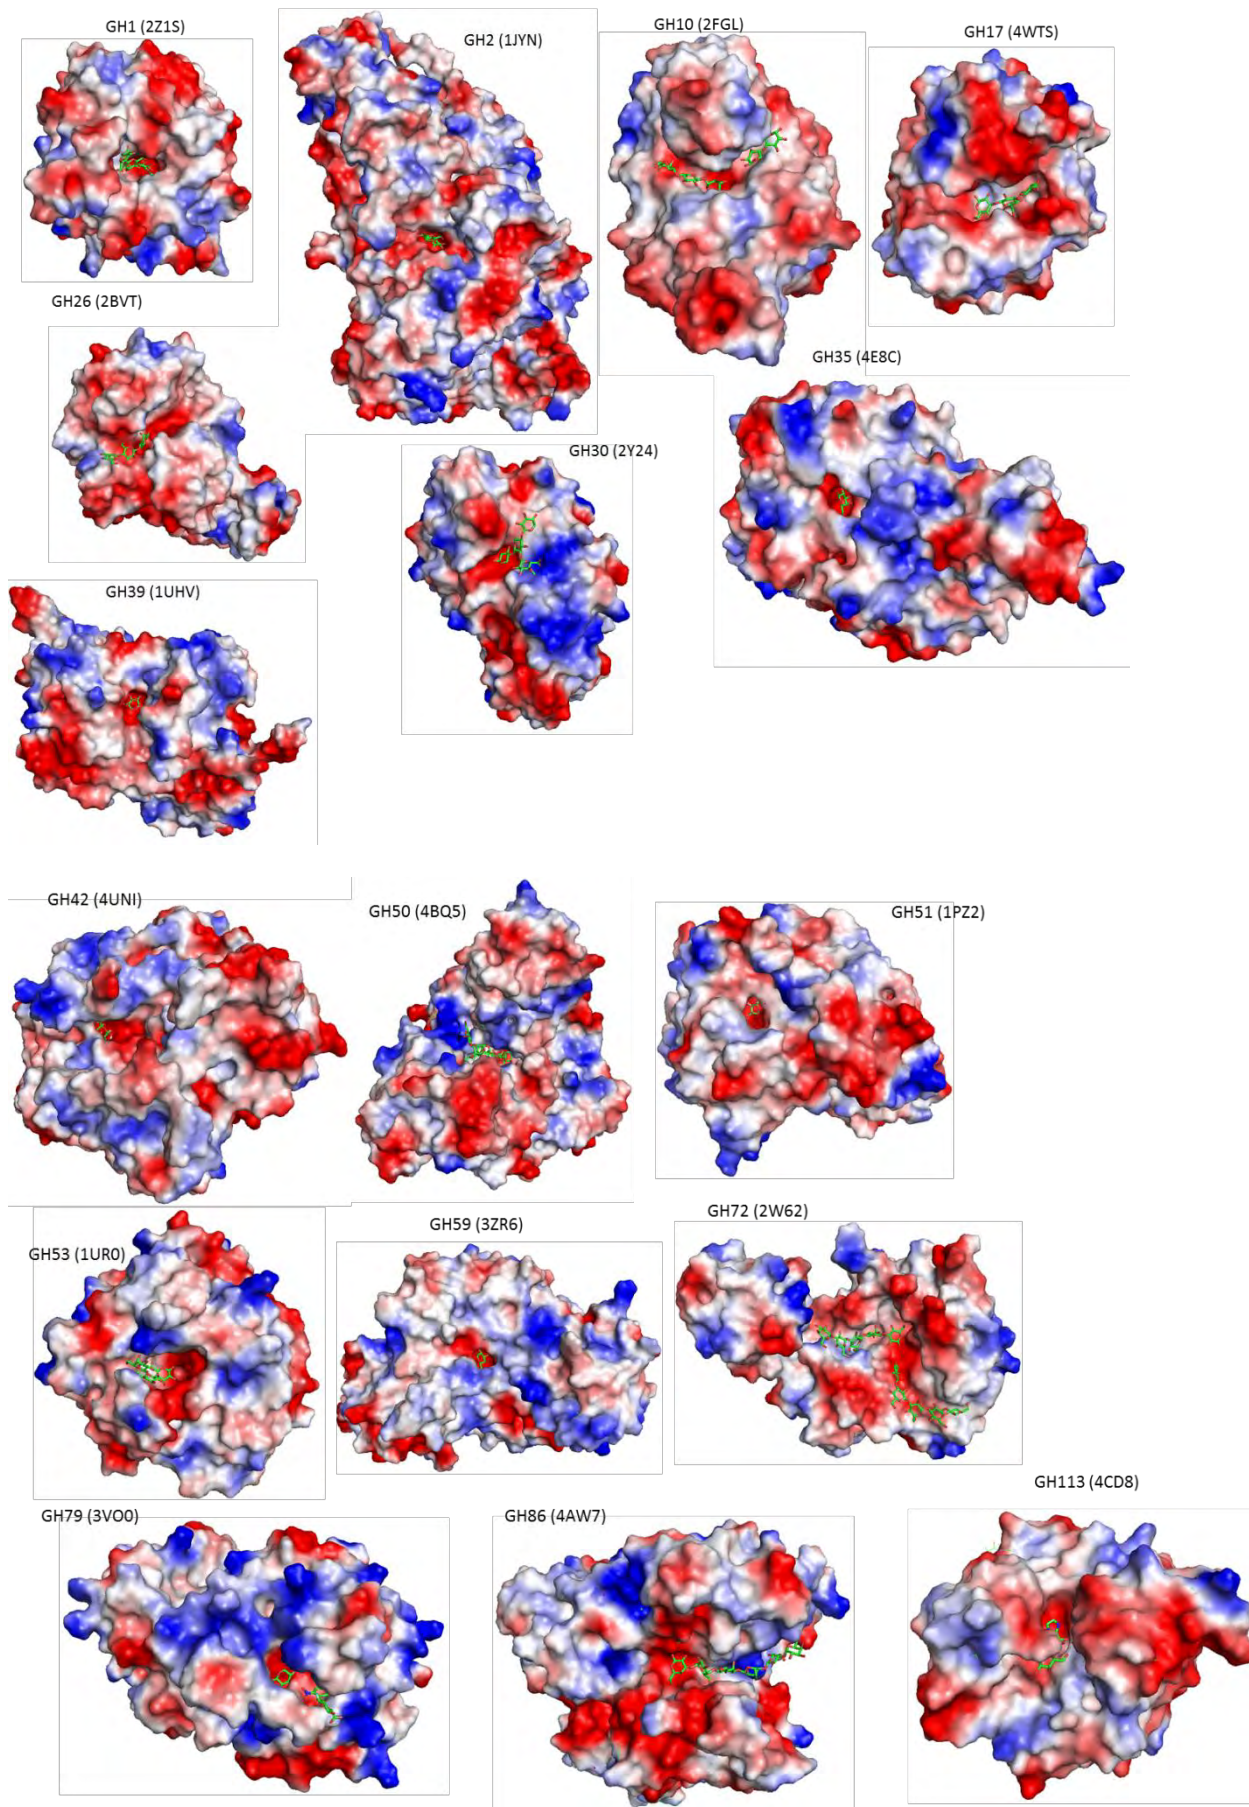 GH1 (2Z1S)
GH2 (1JYN)
GH10 (2FGL)
GH17 (4WTS)
GH26 (2BVT)
GH35 (4E8C)
GH30 (2Y24)
GH39 (1UHV)
GH42 (4UNI)
GH50 (4BQ5)
GH51 (1PZ2)
GH53 (1UR0)
GH59 (3ZR6)
GH72 (2W62)
GH79 (3VO0)
GH86 (4AW7)
GH113 (4CD8)